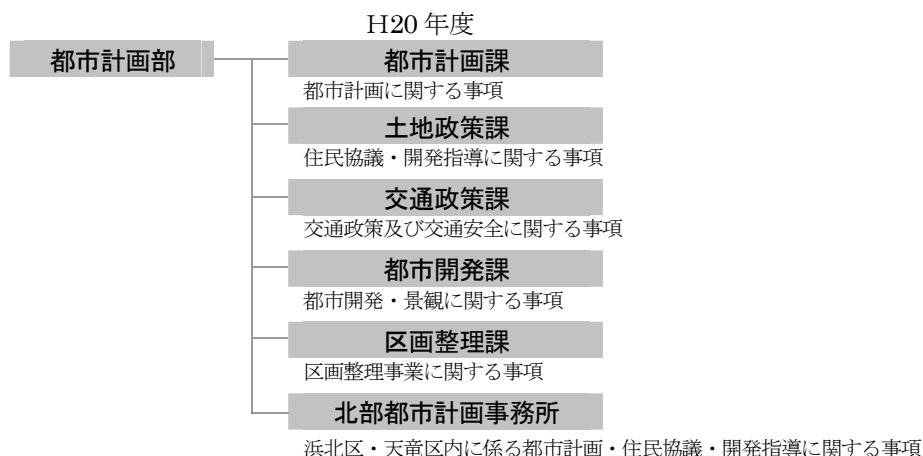 H20 年度
都市計画部
都市計画課
都市計画に関する事項
土地政策課
住民協議・開発指導に関する事項
交通政策課
交通政策及び交通安全に関する事項
都市開発課
都市開発・景観に関する事項
区画整理課
区画整理事業に関する事項
北部都市計画事務所
浜北区・天竜区内に係る都市計画・住民協議・開発指導に関する事項